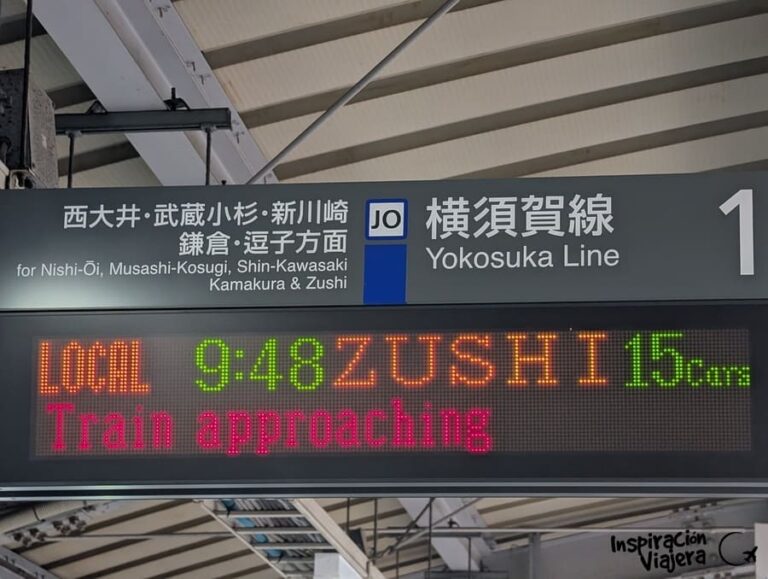 西大井・武蔵小杉・新川崎
鎌倉・逗子方面
for Nishi-Ōi, Musashi-Kosugi, Shin-Kawasaki
Kamakura & Zushi
JO
横須賀線
Yokosuka Line
1
LOCAL 9:48 ZUSHI 15Cars
Train approaching
Inspiración
Viajera